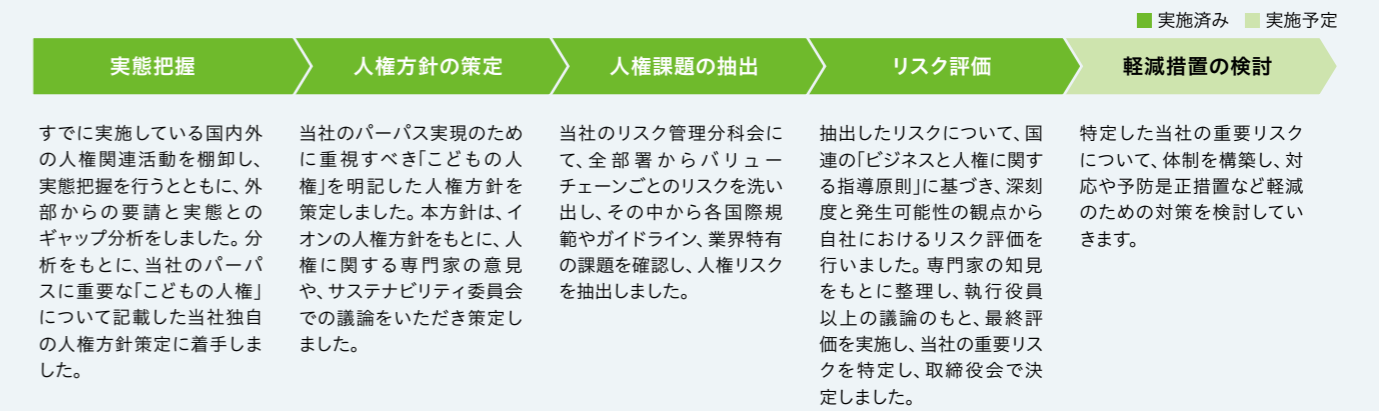 実施済み 実施予定
実態把握
人権方針の策定
人権課題の抽出
リスク評価
軽減措置の検討
すでに実施している国内外
の人権関連活動を棚卸し、
実態把握を行うとともに、外
部からの要請と実態との
ギャップ分析をしました。分
析をもとに、当社のパーパ
スに重要な「こどもの人権」
について記載した当社独自
の人権方針策定に着手しま
した。
当社のパーパス実現のため
に重視すべき「こどもの人
権」を明記した人権方針を
策定しました。本方針は、イ
オンの人権方針をもとに、人
権に関する専門家の意見
や、サステナビリティ委員会
での議論をいただき策定し
ました。
当社のリスク管理分科会に
て、全部署からバリュー
チェーンごとのリスクを洗い
出し、その中から各国際規
範やガイドライン、業界特有
の課題を確認し、人権リスク
を抽出しました。
抽出したリスクについて、国
連の「ビジネスと人権に関す
る指導原則」に基づき、深刻
度と発生可能性の観点から
自社におけるリスク評価を
行いました。専門家の知見
をもとに整理し、執行役員
以上の議論のもと、最終評
価を実施し、当社の重要リス
クを特定し、取締役会で決
定しました。
特定した当社の重要リスク
について、体制を構築し、対
応や予防是正措置など軽減
のための対策を検討してい
きます。